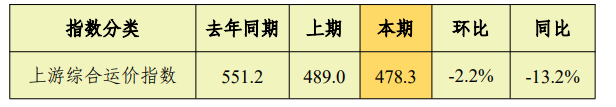 指数分类 去年同期 上期 本期 环比 同比
上游综合运价指数 551.2 489.0 478.3 -2.2% -13.2%